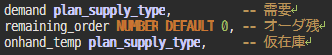 demand plan_supply_type, -- 需要
remaining_order NUMBER DEFAULT 0, -- オーダ残
onhand_temp plan_supply_type, -- 仮在庫